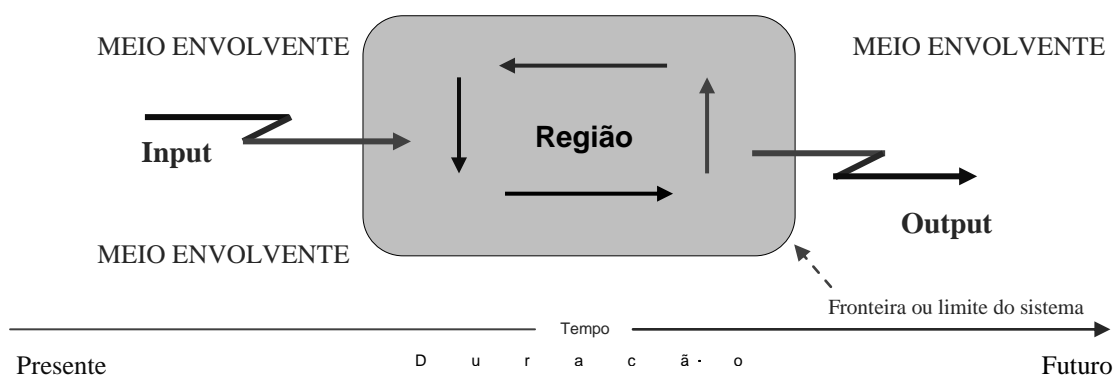 MEIO ENVOLVENTE
MEIO ENVOLVENTE
Região
Input
Output
MEIO ENVOLVENTE
Fronteira ou limite do sistema
Tempo
Presente
D u r a c ã - o
Futuro